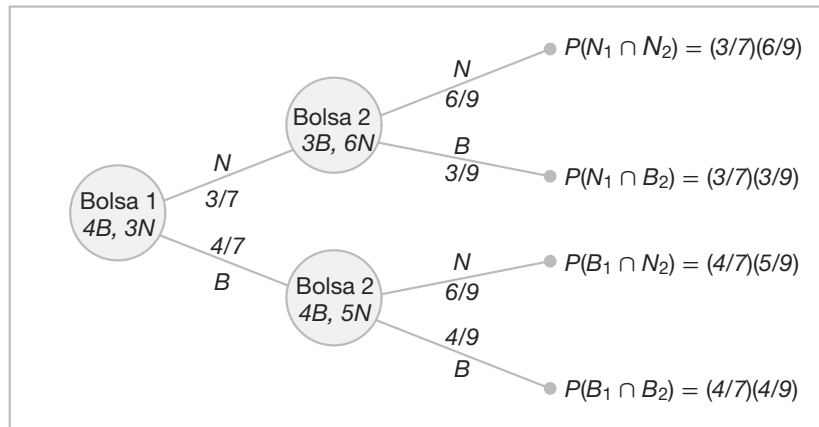 P(N₁ ∩ N₂) = (3/7)(6/9)
N
6/9
Bolsa 2
3B, 6N
B
3/9
N
3/7
P(N₁ ∩ B₂) = (3/7)(3/9)
Bolsa 1
4B, 3N
4/7
B
N
6/9
P(B₁ ∩ N₂) = (4/7)(5/9)
Bolsa 2
4B, 5N
4/9
B
P(B₁ ∩ B₂) = (4/7)(4/9)